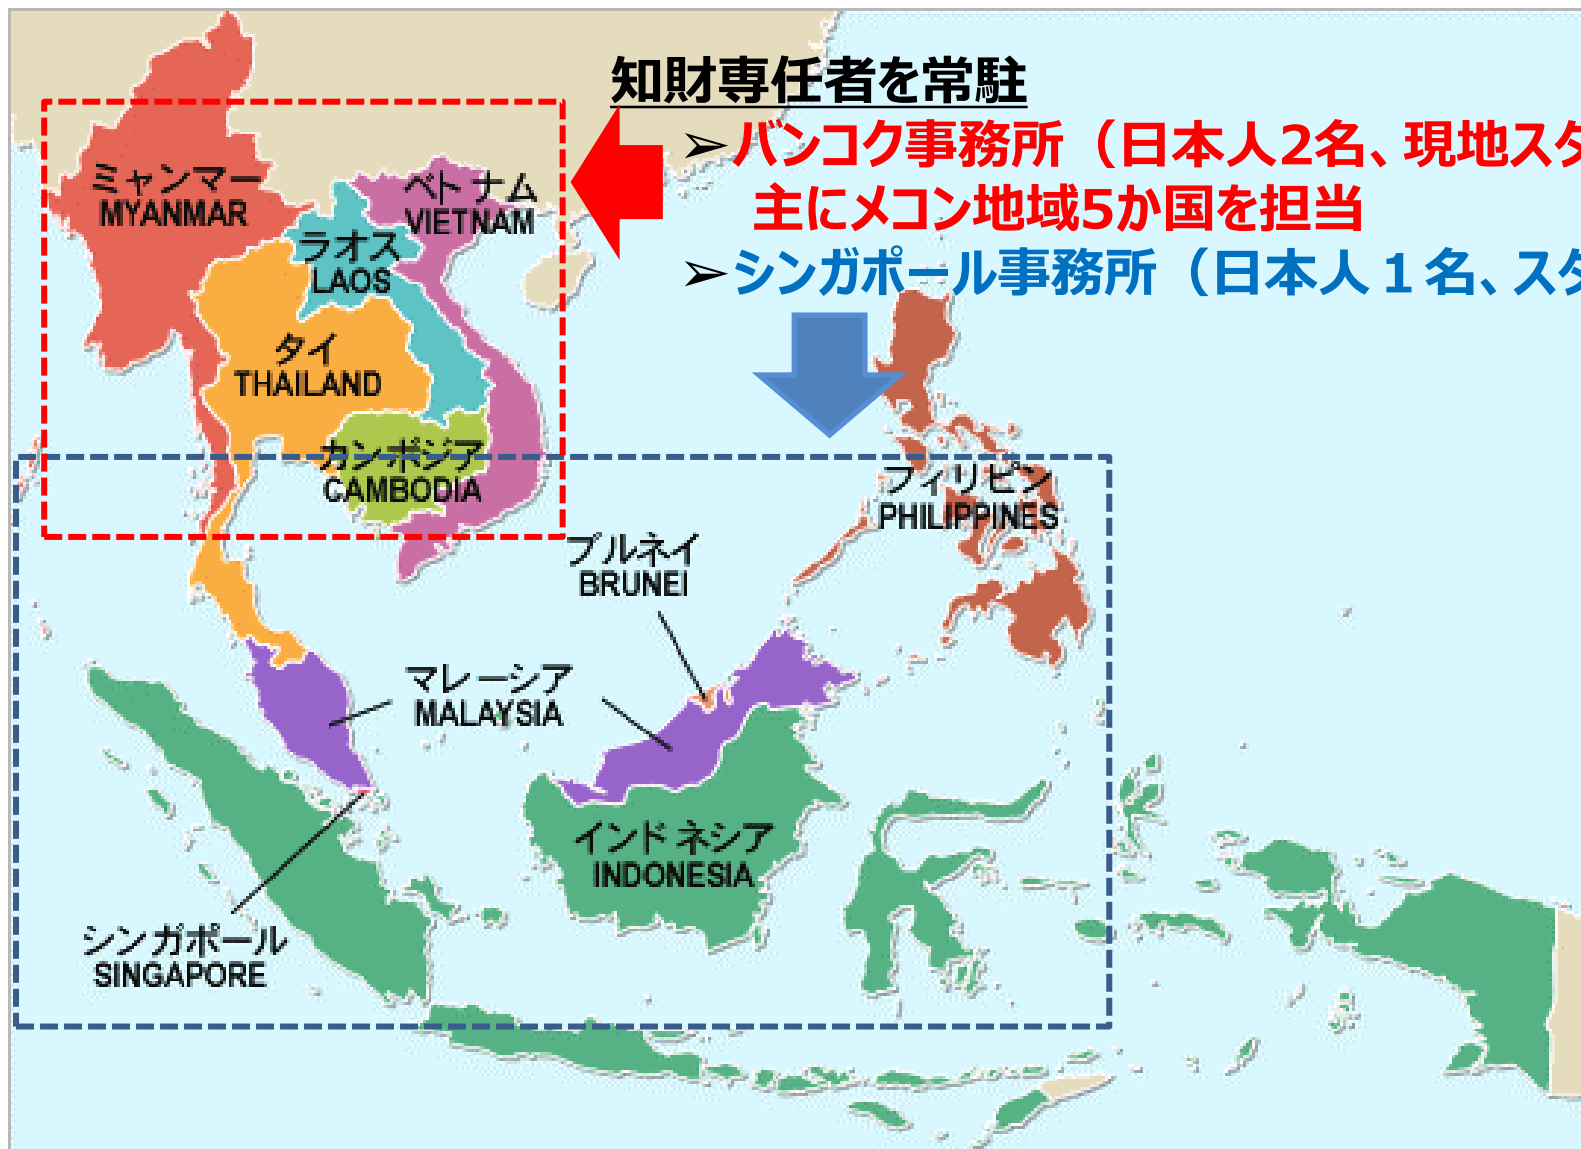 知財専任者を常駐
➢バンコク事務所（日本人2名、現地スタ
主にメコン地域5か国を担当
➢シンガポール事務所（日本人１名、スタ
ミャンマー
MYANMAR
ベトナム
VIETNAM
ラオス
LAOS
タイ
THAILAND
カンボジア
CAMBODIA
フィリピン
PHILIPPINES
ブルネイ
BRUNEI
マレーシア
MALAYSIA
インドネシア
INDONESIA
シンガポール
SINGAPORE